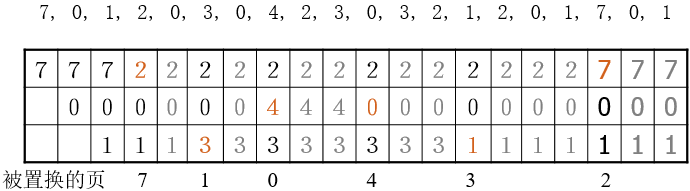 7, 0, 1, 2, 0, 3, 0, 4, 2, 3, 0, 3, 2, 1, 2, 0, 1, 7, 0, 1
7 7 7 2 2 2 2 2 2 2 2 2 2 2 2 2 2 7 7 7
0 0 0 0 0 0 4 4 4 0 0 0 0 0 0 0 0 0 0
1 1 1 3 3 3 3 3 3 3 3 1 1 1 1 1 1 1
被置换的页 7 1 0 4 3 2